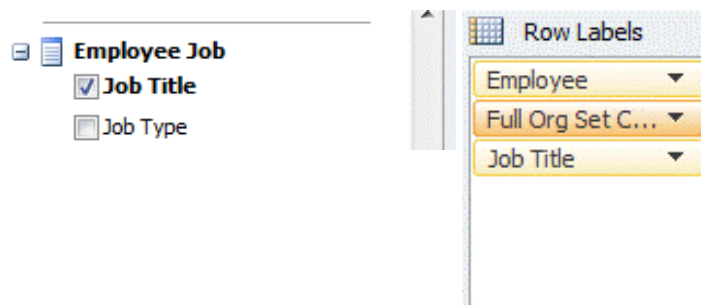 Employee Job
Job Title
Job Type
Row Labels
Employee
Full Org Set C...
Job Title